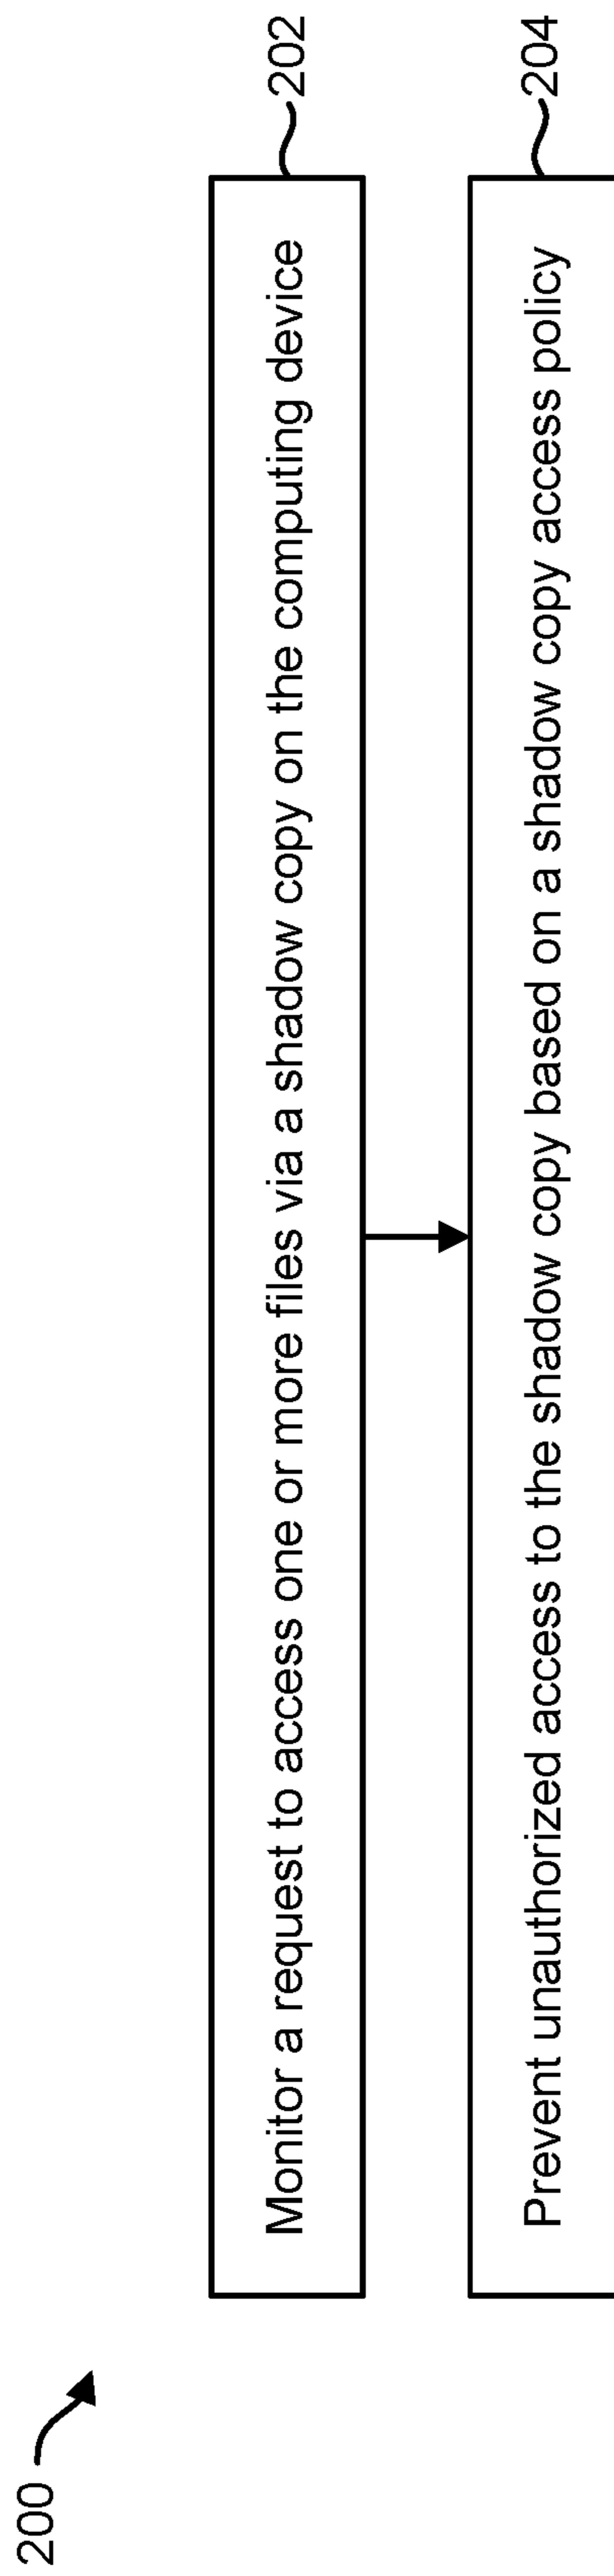 200
Monitor a request to access one or more files via a shadow copy on the computing device
202
Prevent unauthorized access to the shadow copy based on a shadow copy access policy
204